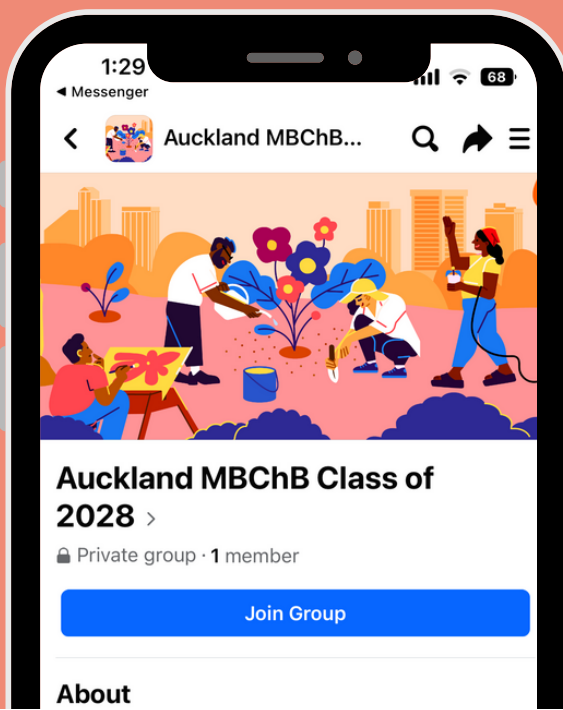 1:29
68
◀ Messenger
Auckland MBChB...
Auckland MBChB Class of
2028 >
Private group · 1 member
Join Group
About